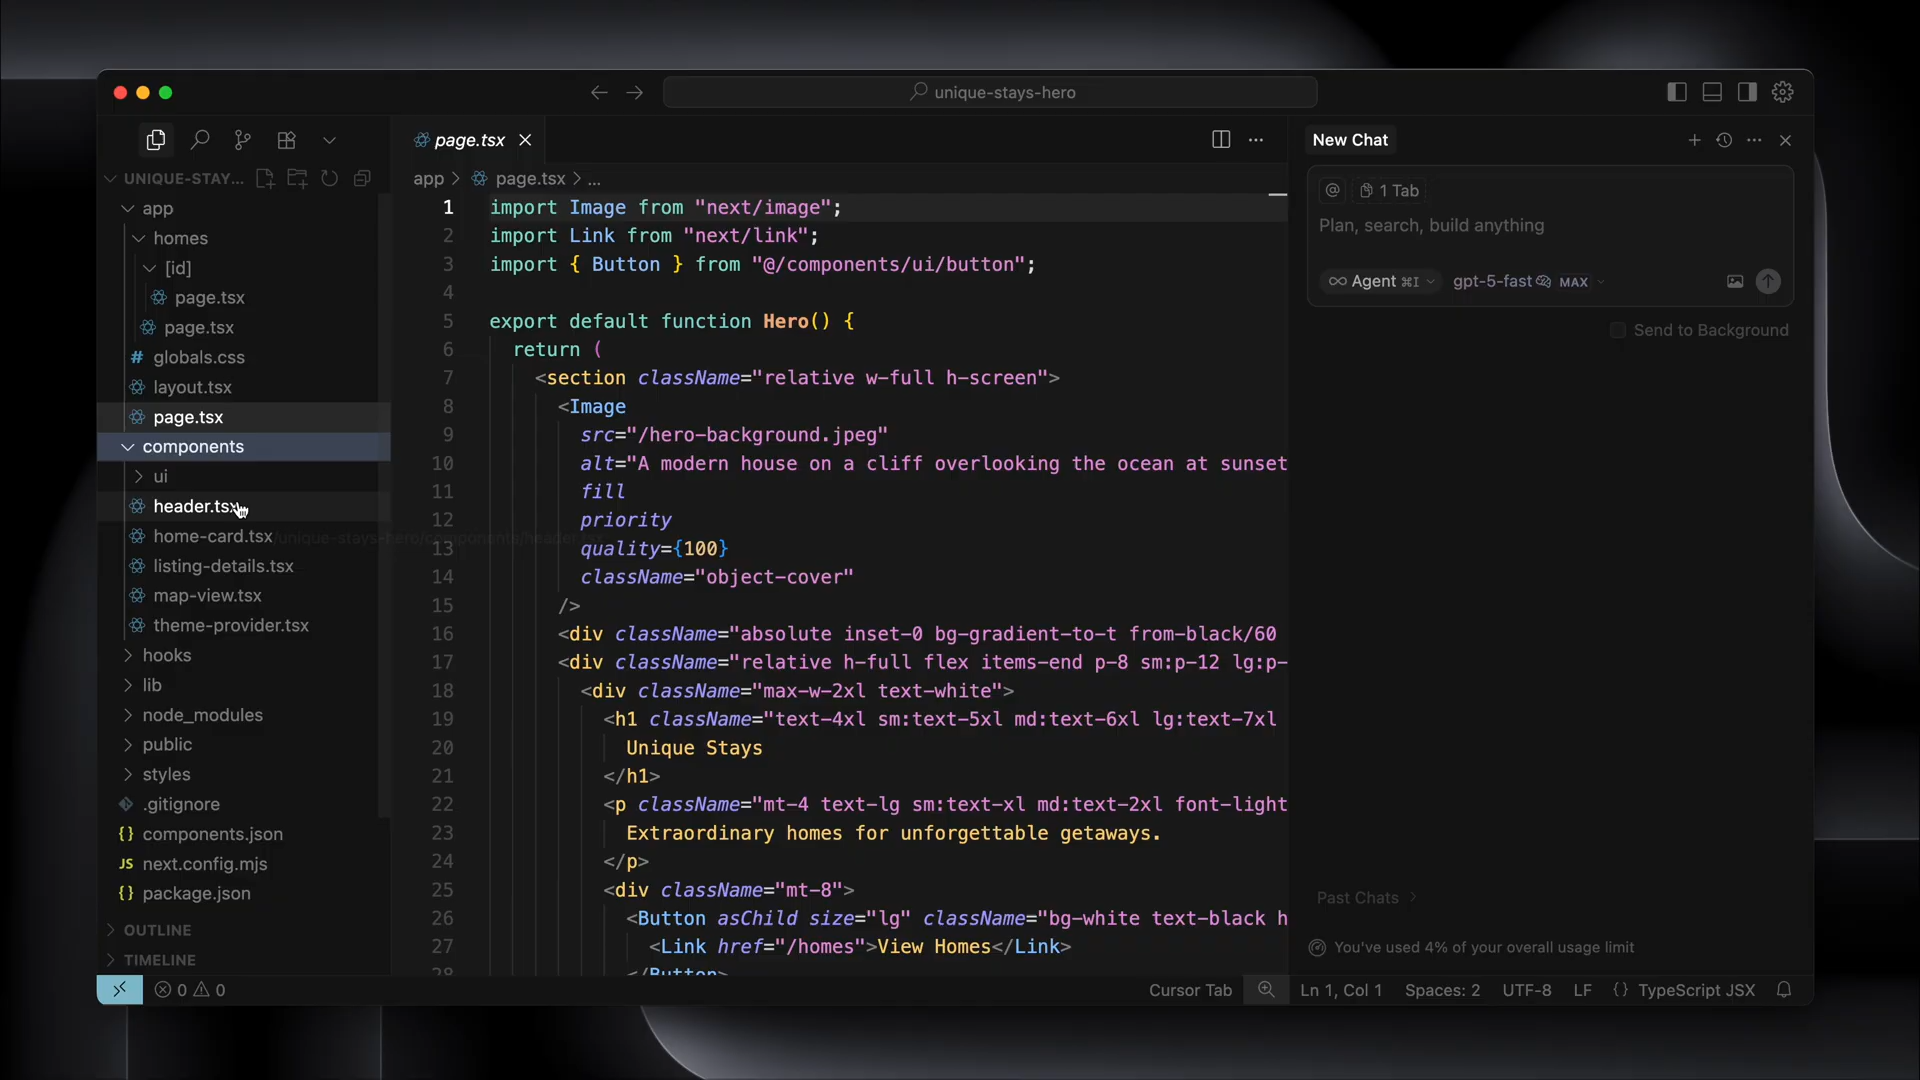 unique-stays-hero
UNIQUE-STAY...
app
homes
[id]
page.tsx
page.tsx
# globals.css
layout.tsx
page.tsx
components
ui
header.tsx
home-card.tsx
/unique-stays-hero/components/header.tsx
listing-details.tsx
map-view.tsx
theme-provider.tsx
hooks
lib
node_modules
public
styles
.gitignore
{} components.json
JS next.config.mjs
{} package.json
OUTLINE
TIMELINE
page.tsx
app > page.tsx > ...
1 import Image from "next/image";
2 import Link from "next/link";
3 import { Button } from "@/components/ui/button";
4
5 export default function Hero() {
6 return (
7 <section className="relative w-full h-screen">
8 <Image
9 src="/hero-background.jpeg"
10 alt="A modern house on a cliff overlooking the ocean at sunset
11 fill
12 priority
13 quality={100}
14 className="object-cover"
15 />
16 <div className="absolute inset-0 bg-gradient-to-t from-black/60
17 <div className="relative h-full flex items-end p-8 sm:p-12 lg:p-
18 <div className="max-w-2xl text-white">
19 <h1 className="text-4xl sm:text-5xl md:text-6xl lg:text-7xl
20 Unique Stays
21 </h1>
22 <p className="mt-4 text-lg sm:text-xl md:text-2xl font-light
23 Extraordinary homes for unforgettable getaways.
24 </p>
25 <div className="mt-8">
26 <Button asChild size="lg" className="bg-white text-black h
27 <Link href="/homes">View Homes</Link>
28 </Button>
New Chat
@ 1 Tab
Plan, search, build anything
∞ Agent ⌘I gpt-5-fast MAX
Send to Background
Past Chats >
You've used 4% of your overall usage limit
0 0
Cursor Tab
Ln 1, Col 1
Spaces: 2
UTF-8
LF
{} TypeScript JSX